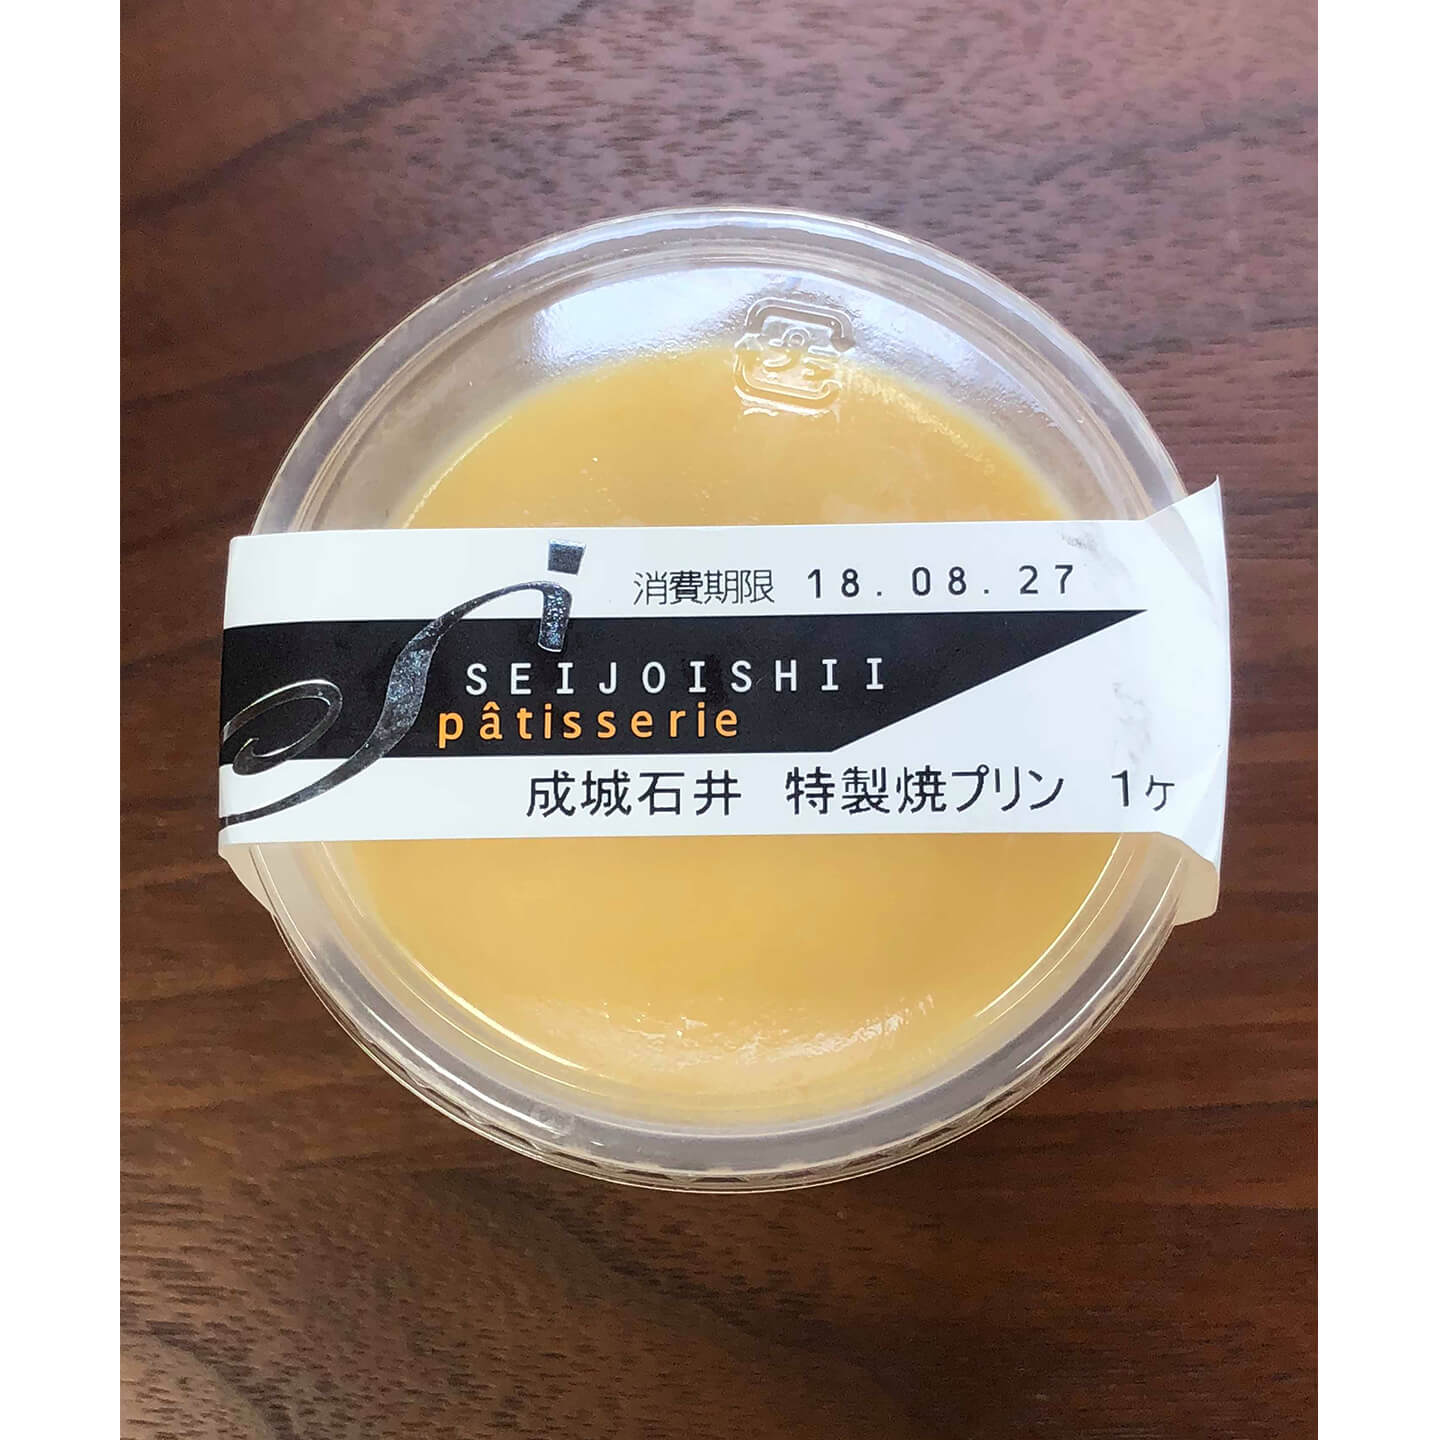 消費期限 18.08.27
SEIJOISHII
pâtisserie
成城石井 特製焼プリン 1ヶ